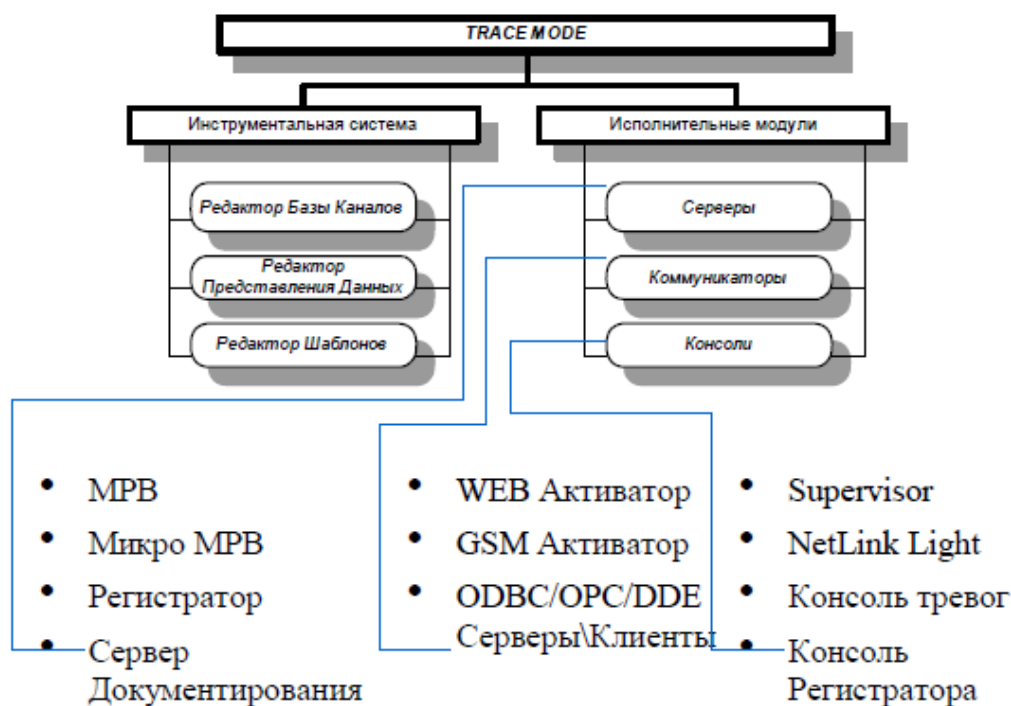 TRACE MODE
Инструментальная система
Исполнительные модули
Редактор Базы Каналов
Редактор
Представления Данных
Редактор Шаблонов
Серверы
Коммуникаторы
Консоли
• МРВ
• Микро МРВ
• Регистратор
• Сервер
Документирования
• WEB Активатор
• GSM Активатор
• ODBC/OPC/DDE
Серверы\Клиенты
• Supervisor
• NetLink Light
• Консоль тревог
• Консоль
Регистратора